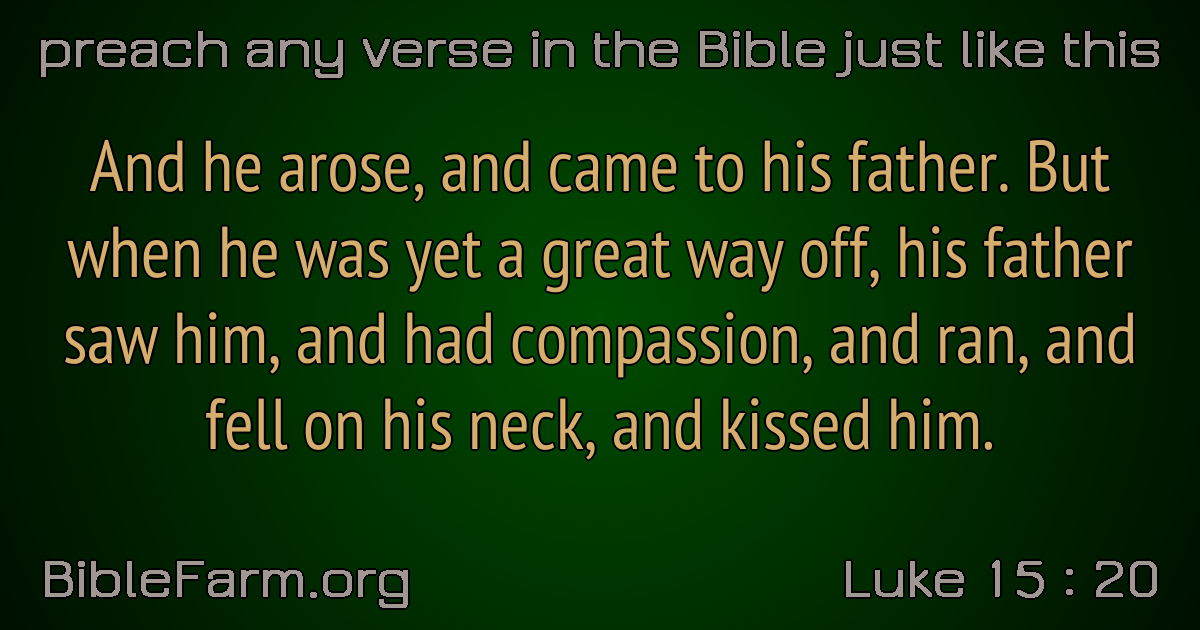 preach any verse in the Bible just like this
And he arose, and came to his father. But
when he was yet a great way off, his father
saw him, and had compassion, and ran, and
fell on his neck, and kissed him.
BibleFarm.org
Luke 15 : 20